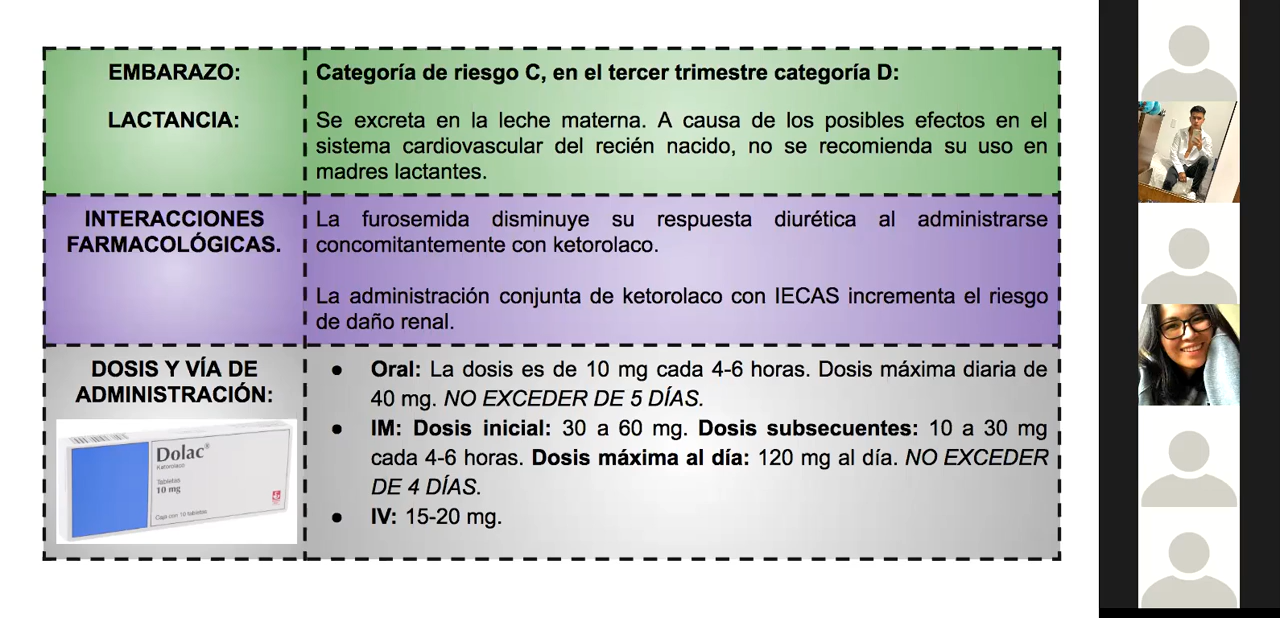 EMBARAZO:
Categoría de riesgo C, en el tercer trimestre categoría D:
LACTANCIA:
Se excreta en la leche materna. A causa de los posibles efectos en el
sistema cardiovascular del recién nacido, no se recomienda su uso en
madres lactantes.
INTERACCIONES
FARMACOLÓGICAS.
La furosemida disminuye su respuesta diurética al administrarse
concomitantemente con ketorolaco.
La administración conjunta de ketorolaco con IECAS incrementa el riesgo
de daño renal.
DOSIS Y VÍA DE
ADMINISTRACIÓN:
Dolac®
Ketorolaco
Tabletas
10 mg
Caja con 10 tabletas
● Oral: La dosis es de 10 mg cada 4-6 horas. Dosis máxima diaria de
40 mg. NO EXCEDER DE 5 DÍAS.
● IM: Dosis inicial: 30 a 60 mg. Dosis subsecuentes: 10 a 30 mg
cada 4-6 horas. Dosis máxima al día: 120 mg al día. NO EXCEDER
DE 4 DÍAS.
● IV: 15-20 mg.